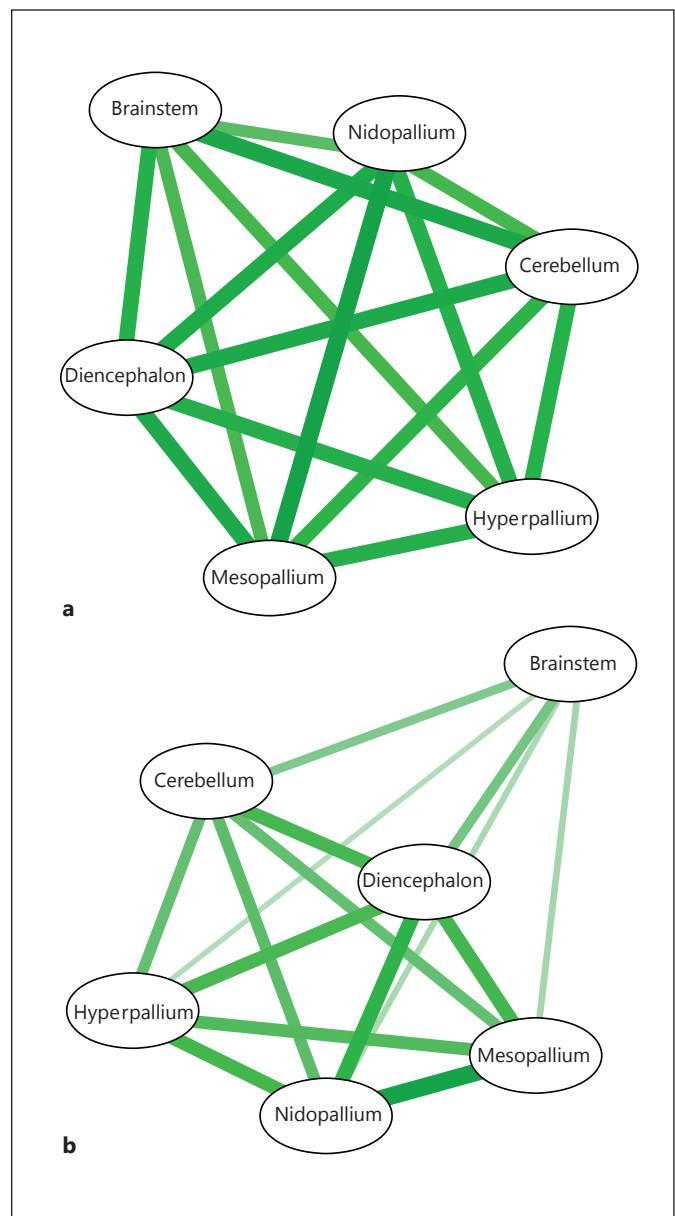 Brainstem
Nidopallium
Cerebellum
Diencephalon
Hyperpallium
Mesopallium
a
Brainstem
Cerebellum
Diencephalon
Hyperpallium
Mesopallium
Nidopallium
b